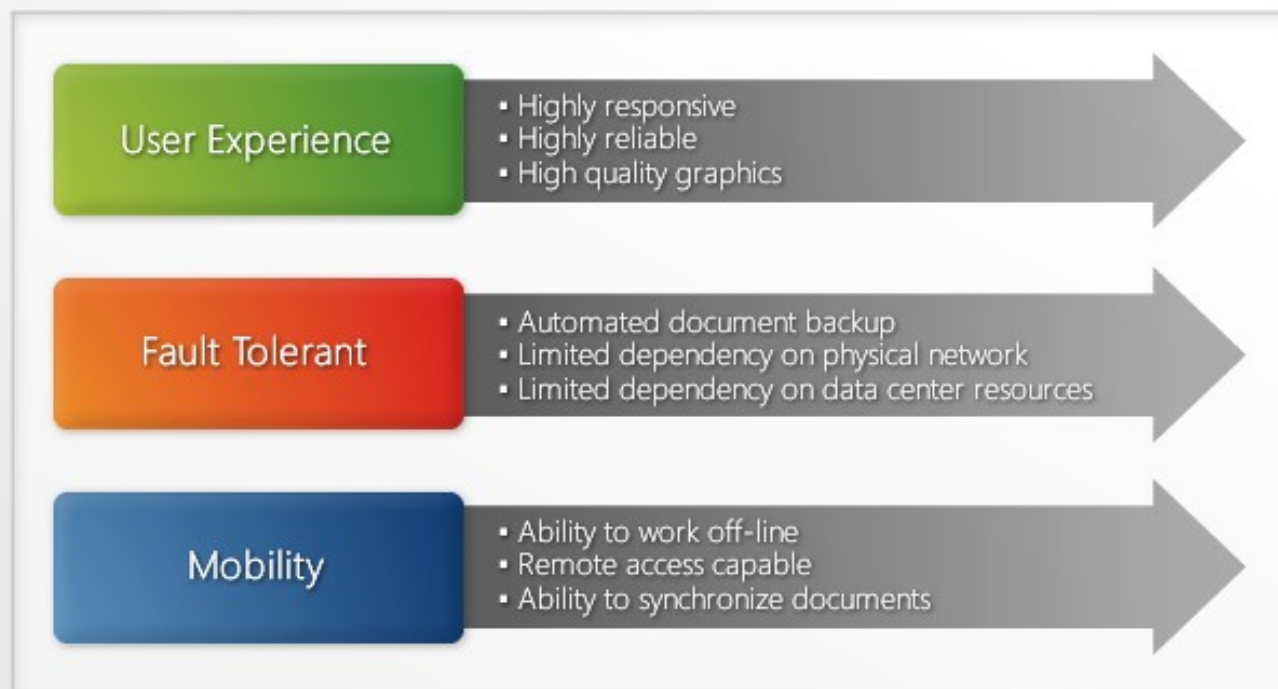 User Experience
▪ Highly responsive
▪ Highly reliable
▪ High quality graphics
Fault Tolerant
▪ Automated document backup
▪ Limited dependency on physical network
▪ Limited dependency on data center resources
Mobility
▪ Ability to work off-line
▪ Remote access capable
▪ Ability to synchronize documents